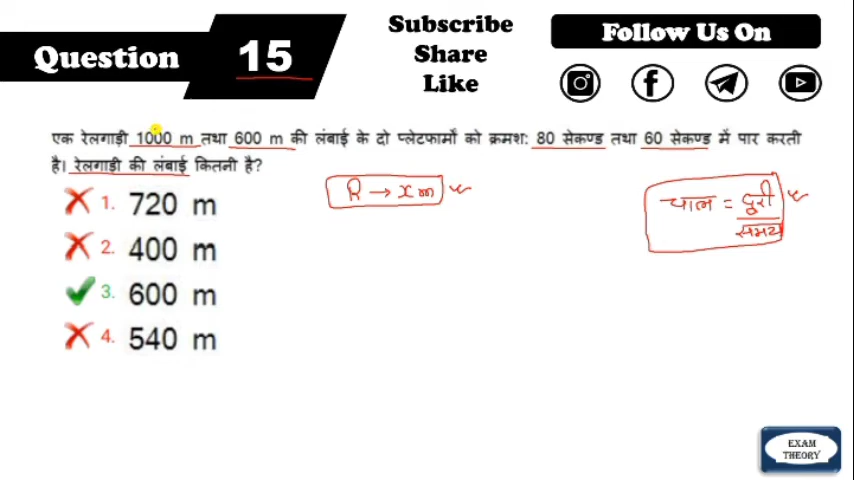 Question 15
Subscribe
Share
Like
Follow Us On
एक रेलगाड़ी 1000 m तथा 600 m की लंबाई के दो प्लेटफार्मों को क्रमश: 80 सेकण्ड तथा 60 सेकण्ड में पार करती
है। रेलगाड़ी की लंबाई कितनी है?
R → x m
चाल = दूरी
समय
1. 720 m
2. 400 m
3. 600 m
4. 540 m
EXAM
THEORY